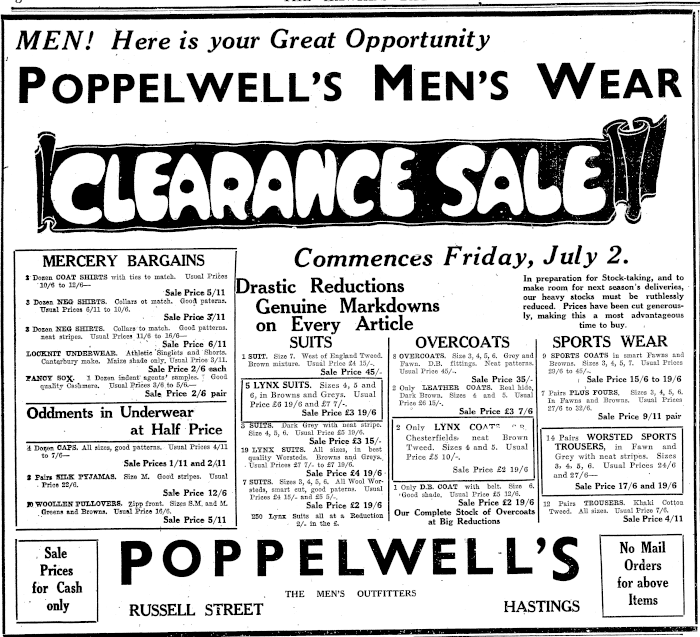 MEN! Here is your Great Opportunity
POPPELWELL'S MEN'S WEAR
CLEARANCE SALE
MERCERY BARGAINS
Dozen COAT SHIRTS with ties to match. Usual Prices
10/6 to 12/6—
Sale Price 5/11
3 Dozen NEG SHIRTS. Collars ot match. Good paterns.
Usual Prices 6/11 to 10/6.
Sale Price 3/11
3 Dozen NEG SHIRTS. Collars to match. Good patterns.
neat stripes. Usual Prices 11/6 to 16/6—
Sale Price 6/11
LOCKNIT UNDERWEAR. Athletic Singlets and Shorts.
Canterbury make. Maize shade only. Usual Price 3/11.
Sale Price 2/6 each
FANCY SOX. Dozen indent agents' samples. Good
quality Cashmere. Usual Prices 3/6 to 5/6—
Sale Price 2/6 pair
Oddments in Underwear
at Half Price
Dozen CAPS. All sizes, good patterns. Usual Prices 4/11
to 7/6—
Sale Prices 1/11 and 2/11
Pairs SILK PYJAMAS. Size M. Good stripes. Usual
Price 22/6.
Sale Price 12/6
WOOLLEN PULLOVERS. Zipp front. Sizes S.M. and M.
Greens and Browns. Usual Price 16/6.
Sale Price 5/11
Commences Friday, July 2.
Drastic Reductions
Genuine Markdowns
on Every Article
In preparation for Stock-taking, and to
make room for next season's deliveries,
our heavy stocks must be ruthlessly
reduced. Prices have been cut generous-
ly, making this a most advantageous
time to buy.
SUITS
1 SUIT. Size 7. West of England Tweed.
Brown mixture. Usual Price £4 15/-.
Sale Price 45/-
5 LYNX SUITS. Sizes 4, 5 and
6, in Browns and Greys. Usual
Price £6 19/6 and £7 7/-.
Sale Price £3 19/6
SUITS. Dark Grey with neat stripe.
Size 4, 5, 6. Usual Price £5 19/6.
Sale Price £3 15/-
19 LYNX SUITS. All sizes, in best
quality Worsteds. Browns and Greys.
Usual Prices £7 7/- to £7 19/6.
Sale Price £4 19/6
7 SUITS. Sizes 3, 4, 5, 6. All Wool Wor-
steds, smart cut, good paterns. Usual
Prices £4 15/- and £5 5/-.
Sale Price £2 19/6
250 Lynx Suits all at a Reduction
2/- in the £.
OVERCOATS
8 OVERCOATS. Size 3, 4, 5, 6. Grey and
Fawn. D.B. fittings. Neat patterns.
Usual Price 45/-.
Sale Price 35/-
2 Only LEATHER COATS. Real hide,
Dark Brown. Sizes 4 and 5. Usual
Price £6 15/-.
Sale Price £3 7/6
2 Only LYNX
Chesterfields neat Brown
Tweed. Sizes 4 and 5. Usual
Price £5 10/-.
Sale Price £2 19/6
1 Only D.B. COAT with belt. Size 6.
Good shade. Usual Price £5 12/6.
Sale Price £2 19/6
Our Complete Stock of Overcoats
at Big Reductions
SPORTS WEAR
9 SPORTS COATS in smart Fawns and
Browns. Sizes 3, 4, 5, 7. Usual Prices
29/6 to 45/-.
Sale Price 15/6 to 19/6
7 Pairs PLUS FOURS. Sizes 3, 4, 5, 6.
In Fawns and Browns. Usual Prices
27/6 to 32/6.
Sale Price 9/11 pair
14 Pairs WORSTED SPORTS
TROUSERS, in Fawn and
Grey with neat stripes. Sizes
3, 4, 5, 6. Usual Prices 24/6
and 27/6—
Sale Price 17/6 and 19/6
12 Pairs TROUSERS. Khaki Cotton
Tweed. All sizes. Usual Price 7/6.
Sale Price 4/11
Sale
Prices
for Cash
only
POPPELWELL'S
THE MEN'S OUTFITTERS
RUSSELL STREET
HASTINGS
No Mail
Orders
for above
Items